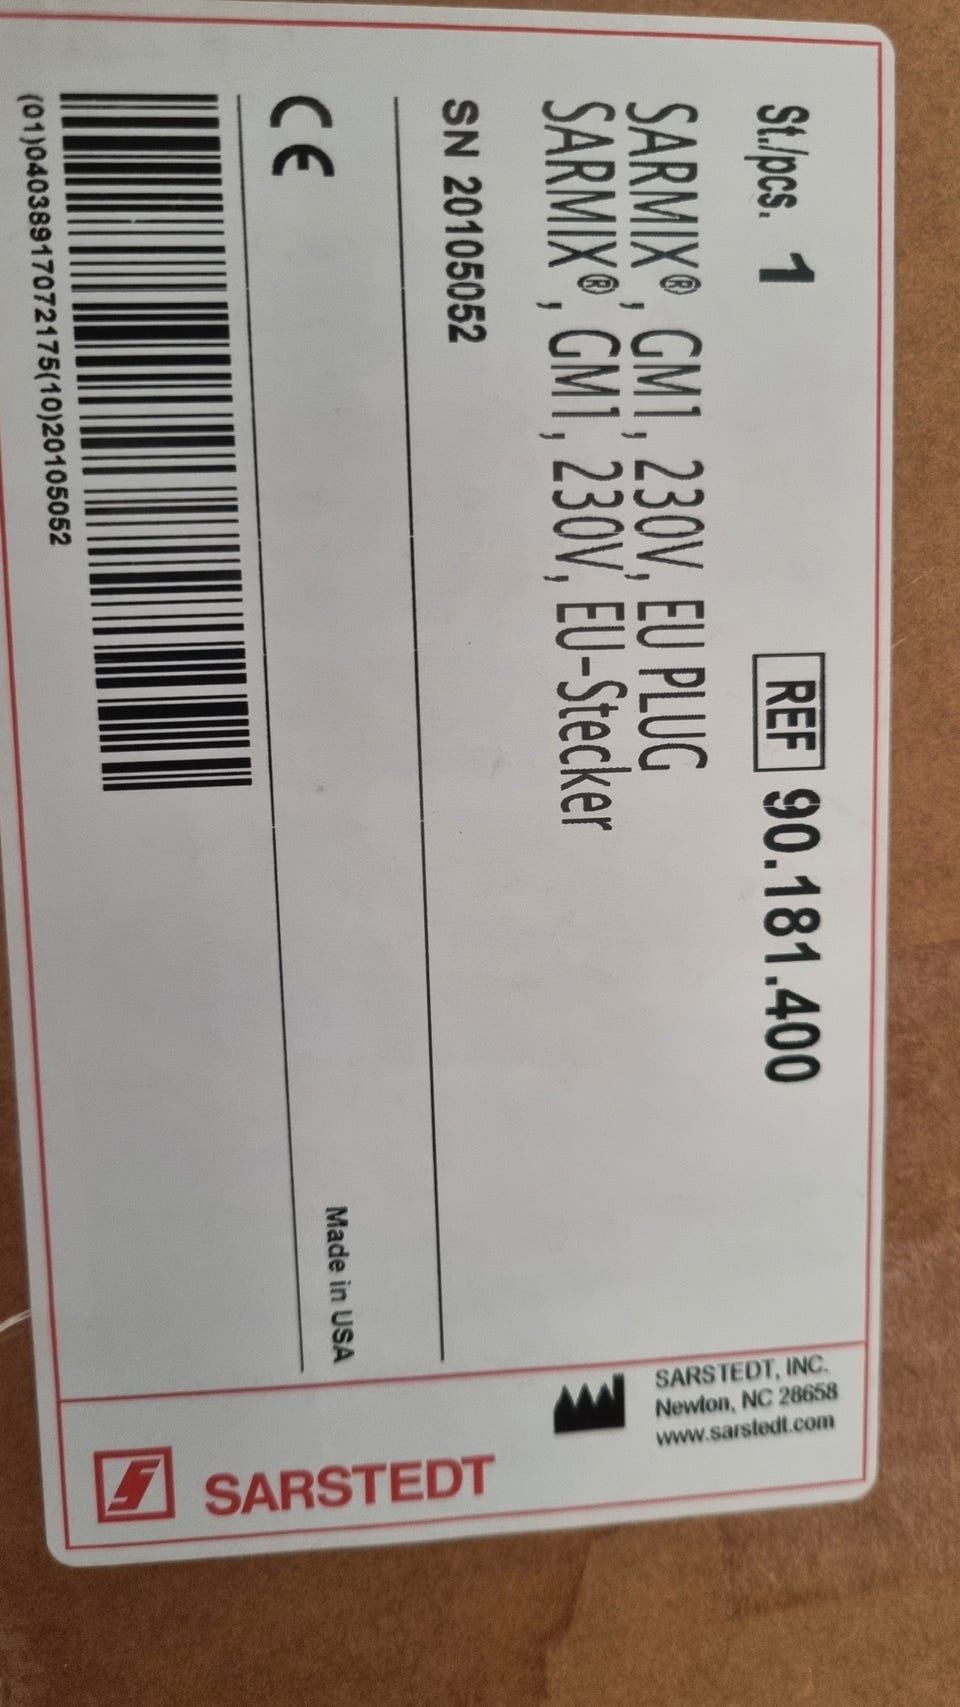 St./pcs. 1 REF 90.181.400
SARMIX®, GM1, 230V, EU PLUG
SARMIX®, GM1, 230V, EU-Stecker
SN 20105052
Made in USA
CE
(01)04038917072175(10)20105052
SARSTEDT, INC.
Newton, NC 28658
www.sarstedt.com
SARSTEDT